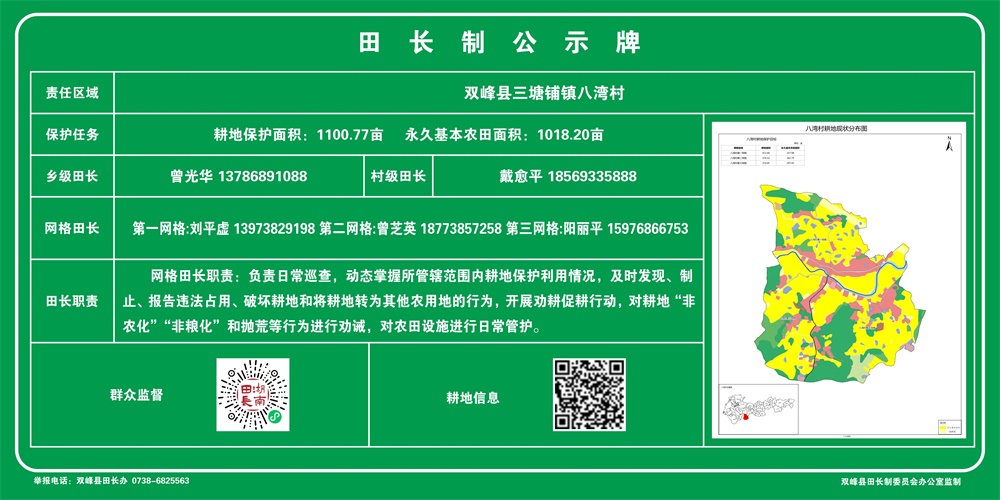 田长制公示牌
责任区域
双峰县三塘铺镇八湾村
保护任务
耕地保护面积：1100.77亩 永久基本农田面积：1018.20亩
乡级田长
曾光华 13786891088
村级田长
戴愈平 18569335888
网格田长
第一网格:刘平虚 13973829198 第二网格:曾芝英 18773857258 第三网格:阳丽平 15976866753
田长职责
网格田长职责：负责日常巡查，动态掌握所管辖范围内耕地保护利用情况，及时发现、制
止、报告违法占用、破坏耕地和将耕地转为其他农用地的行为，开展劝耕促耕行动，对耕地“非
农化”“非粮化”和抛荒等行为进行劝诫，对农田设施进行日常管护。
群众监督
湖南
田长
耕地信息
八湾村耕地现状分布图
N
举报电话：双峰县田长办 0738-6825563
双峰县田长制委员会办公室监制